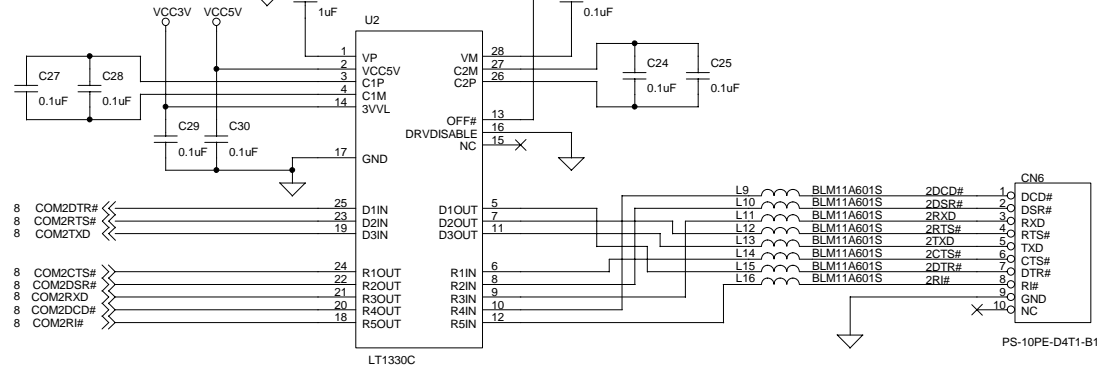 VCC3V VCC5V 1uF 0.1uF
U2
1 VP VM 28
2 VCC5V C2M 27
3 C1P C2P 26
4 C1M
14 3VVL OFF# 13
DRVDISABLE 16
NC 15
17 GND
C27 C28 C24 C25
0.1uF 0.1uF 0.1uF 0.1uF
C29 C30
0.1uF 0.1uF
8 COM2DTR# 25 D1IN D1OUT 5
8 COM2RTS# 23 D2IN D2OUT 7
8 COM2TXD 19 D3IN D3OUT 11
8 COM2CTS# 24 R1OUT R1IN 6
8 COM2DSR# 22 R2OUT R2IN 8
8 COM2RXD 21 R3OUT R3IN 9
8 COM2DCD# 20 R4OUT R4IN 10
8 COM2RI# 18 R5OUT R5IN 12
LT1330C
CN6
L9 BLM11A601S 2DCD# 1 DCD#
L10 BLM11A601S 2DSR# 2 DSR#
L11 BLM11A601S 2RXD 3 RXD
L12 BLM11A601S 2RTS# 4 RTS#
L13 BLM11A601S 2TXD 5 TXD
L14 BLM11A601S 2CTS# 6 CTS#
L15 BLM11A601S 2DTR# 7 DTR#
L16 BLM11A601S 2RI# 8 RI#
9 GND
10 NC
PS-10PE-D4T1-B1